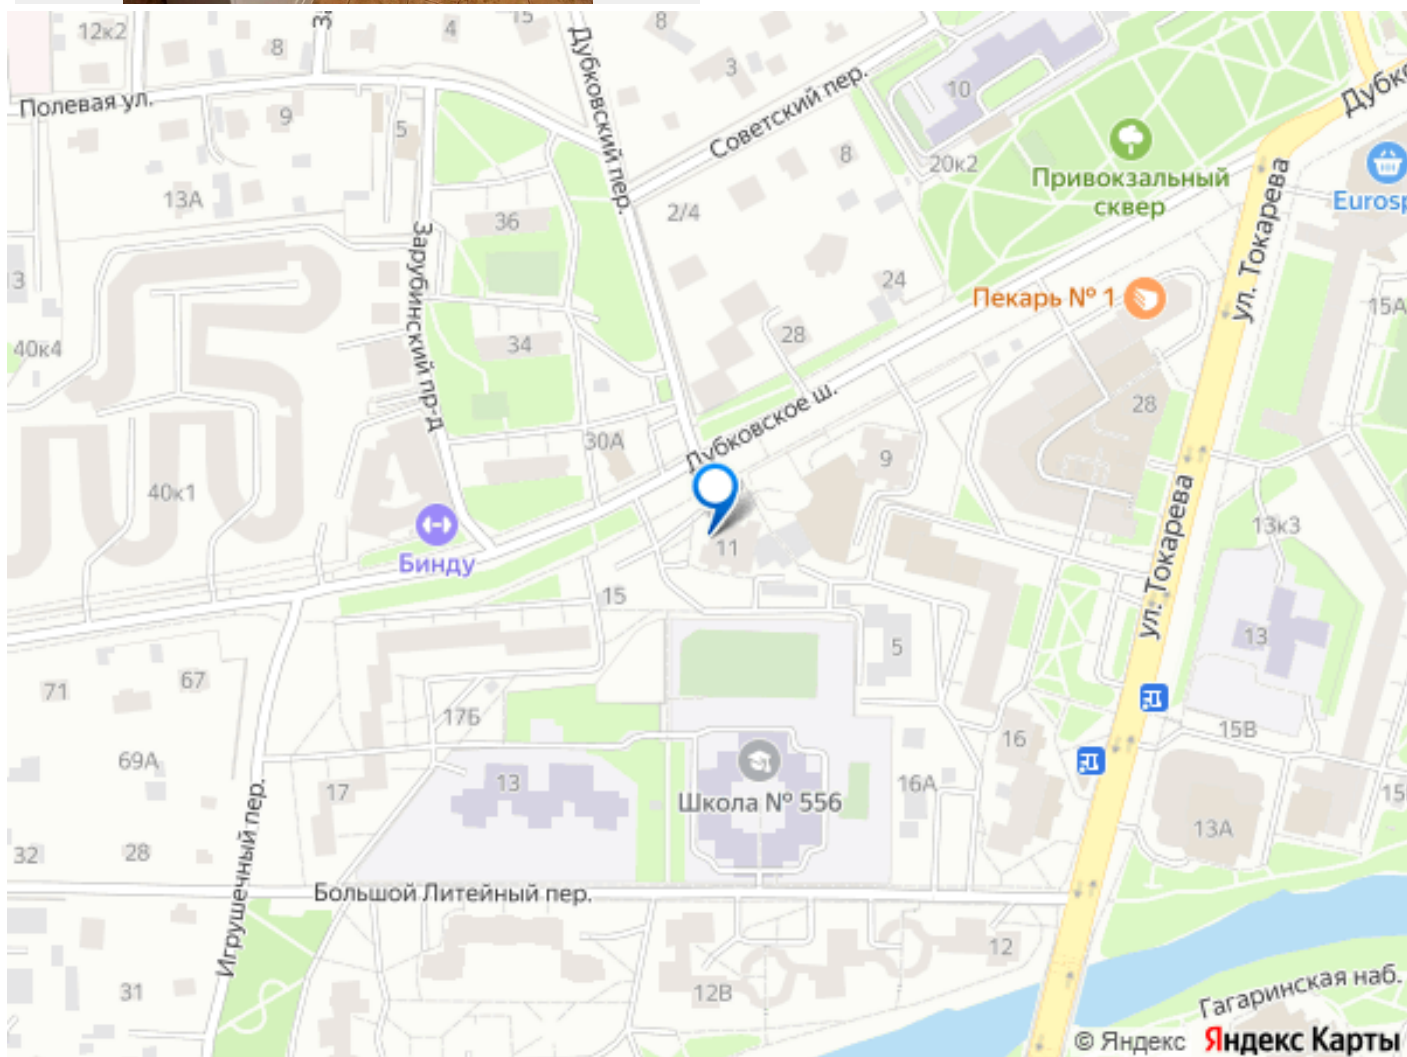 12к2
8
4
15
8
3
10
Полевая ул.
9
5
13А
Дубковский пер.
Советский пер.
8
20к2
Привокзальный
сквер
Дубко
Eurosp
ул. Токарева
36
2/4
Зарубинский пр-д
24
Пекарь № 1
15А
3
40к4
34
28
28
Дубковское ш.
30А
9
40к1
Бинду
11
13к3
ул. Токарева
15
5
13
71
67
17Б
16
15В
69А
17
13
Школа № 556
16А
15
13А
32
28
Игрушечный пер.
Большой Литейный пер.
12
31
12В
Гагаринская наб.
© Яндекс Яндекс Карты